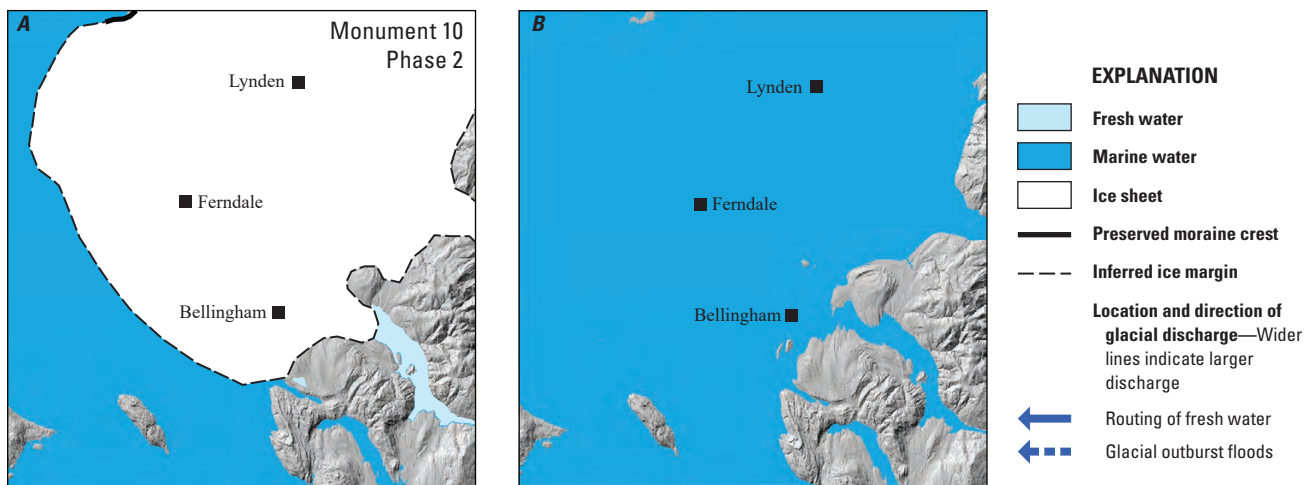 A
Monument 10
Phase 2
Lynden
Ferndale
Bellingham
B
Lynden
Ferndale
Bellingham
EXPLANATION
Fresh water
Marine water
Ice sheet
Preserved moraine crest
Inferred ice margin
Location and direction of
glacial discharge—Wider
lines indicate larger
discharge
Routing of fresh water
Glacial outburst floods